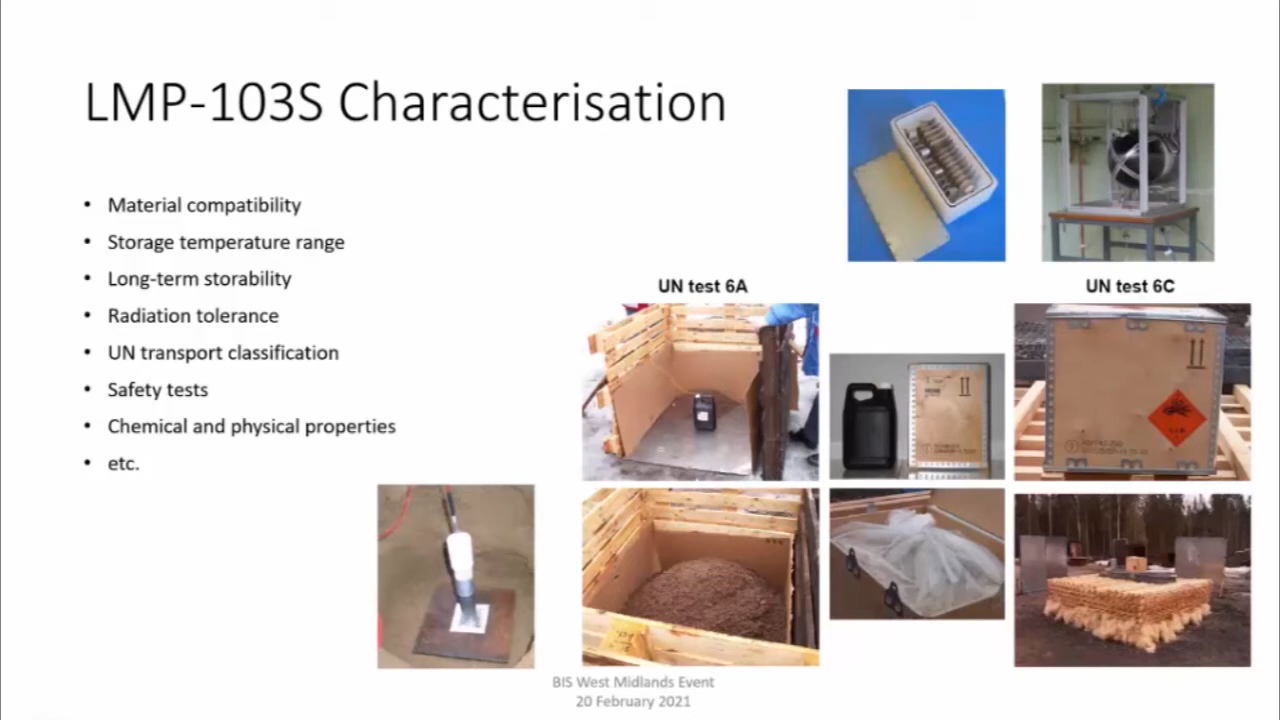 LMP-103S Characterisation
• Material compatibility
• Storage temperature range
• Long-term storability
• Radiation tolerance
• UN transport classification
• Safety tests
• Chemical and physical properties
• etc.
UN test 6A
UN test 6C
BIS West Midlands Event
20 February 2021